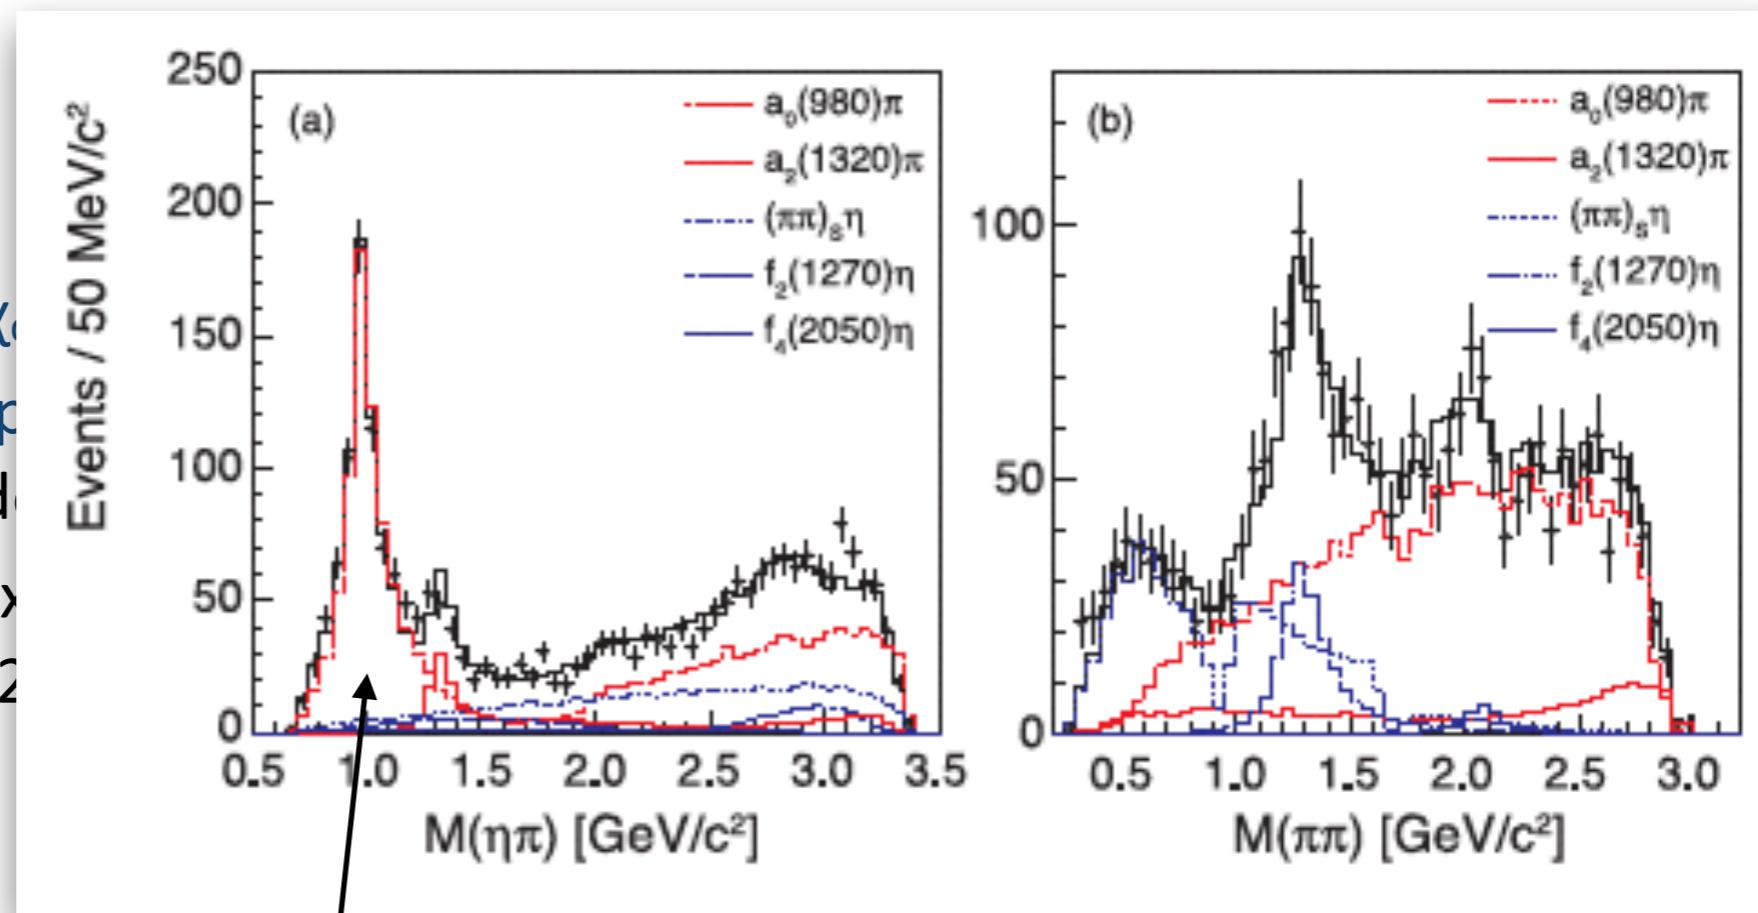 250
200
150
100
50
0
Events / 50 MeV/c²
(a)
a₀(980)π
a₂(1320)π
(ππ)ₛη
f₂(1270)η
f₄(2050)η
0.5 1.0 1.5 2.0 2.5 3.0 3.5
M(ηπ) [GeV/c²]
100
50
0
(b)
a₀(980)π
a₂(1320)π
(ππ)ₛη
f₂(1270)η
f₄(2050)η
0.5 1.0 1.5 2.0 2.5 3.0
M(ππ) [GeV/c²]